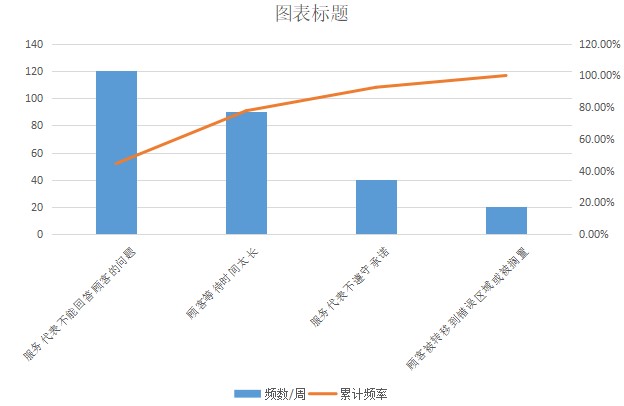 图表标题
140
120
100
80
60
40
20
0
120.00%
100.00%
80.00%
60.00%
40.00%
20.00%
0.00%
服务代表不能回答顾客的问题
顾客等待时间太长
服务代表不遵守承诺
顾客被转移到错误区域或被搁置
频数/周
累计频率